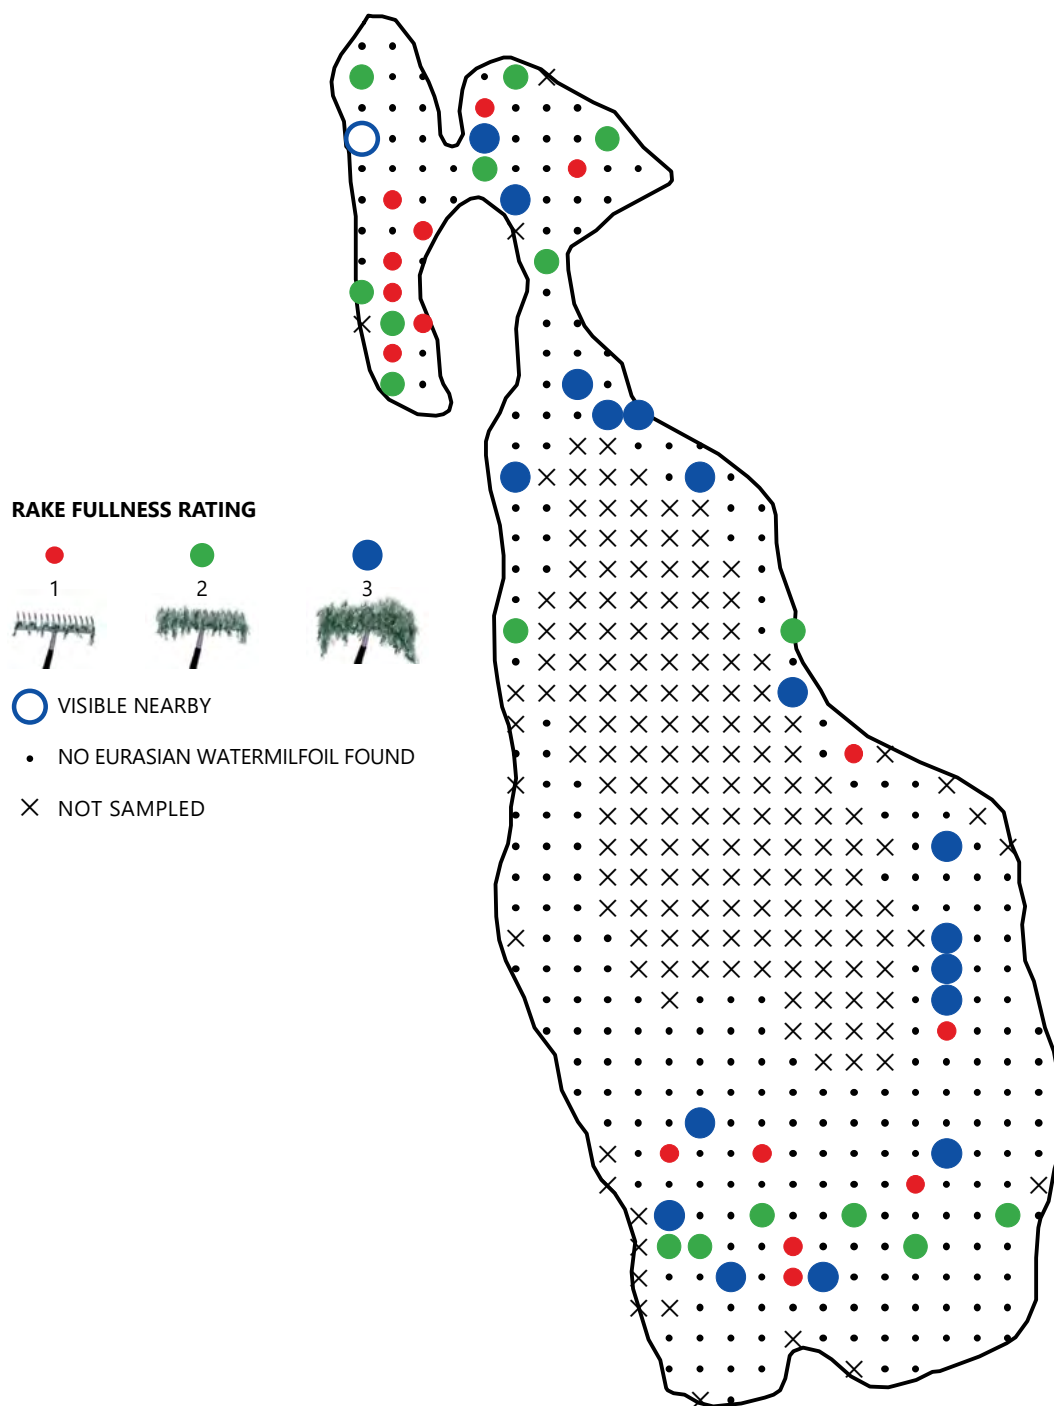 RAKE FULLNESS RATING
1 2 3
VISIBLE NEARBY
NO EURASIAN WATERMILFOIL FOUND
NOT SAMPLED